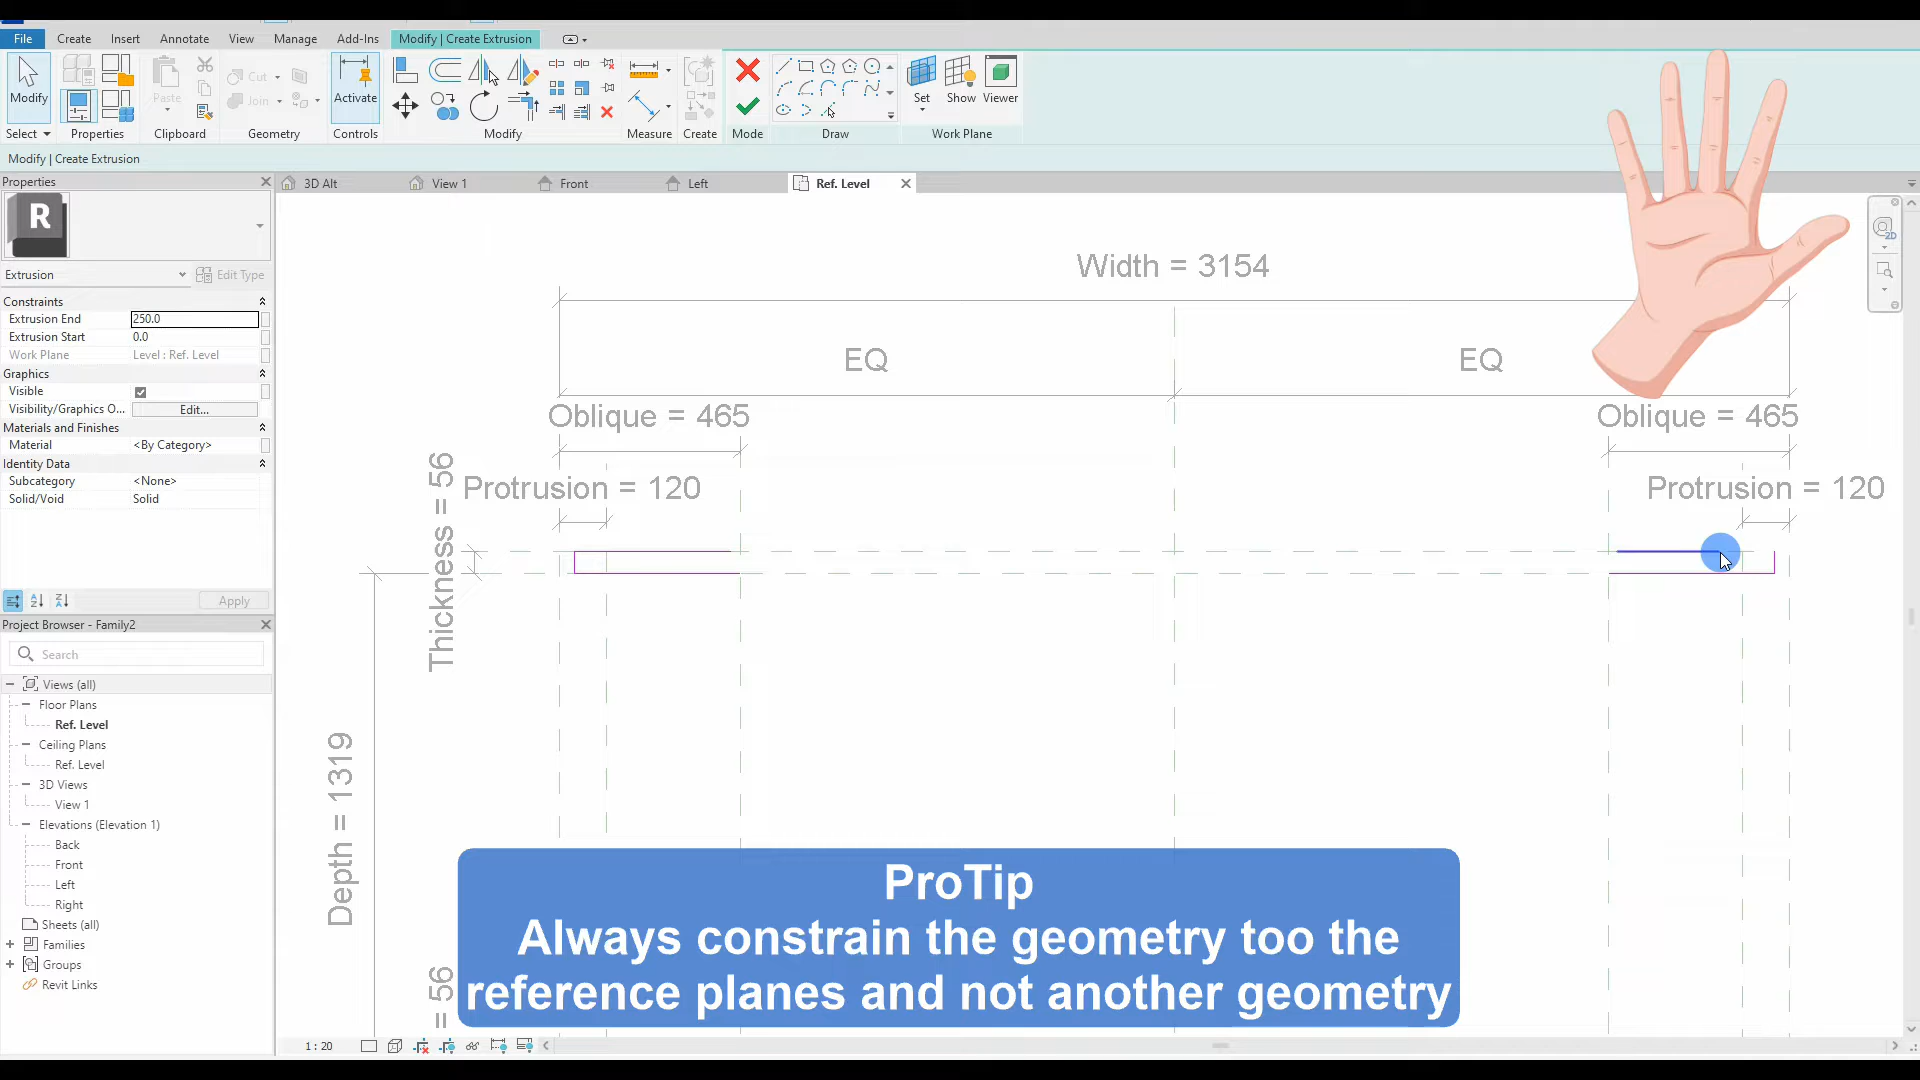 File Create Insert Annotate View Manage Add-Ins Modify | Create Extrusion
Modify
Paste
Cut
Join
Activate
Set Show Viewer
Select Properties Clipboard Geometry Controls Modify Measure Create Mode Draw Work Plane
Modify | Create Extrusion
Properties
R
Extrusion
Edit Type
Constraints
Extrusion End 250.0
Extrusion Start 0.0
Work Plane Level : Ref. Level
Graphics
Visible
Visibility/Graphics O... Edit...
Materials and Finishes
Material <By Category>
Identity Data
Subcategory <None>
Solid/Void Solid
Apply
Project Browser - Family2
Search
Views (all)
Floor Plans
Ref. Level
Ceiling Plans
Ref. Level
3D Views
View 1
Elevations (Elevation 1)
Back
Front
Left
Right
Sheets (all)
Families
Groups
Revit Links
3D Alt View 1 Front Left Ref. Level
2D
Width = 3154
EQ EQ
Oblique = 465 Oblique = 465
Protrusion = 120 Protrusion = 120
Thickness = 56
Depth = 1319
= 56
ProTip
Always constrain the geometry too the
reference planes and not another geometry
1 : 20